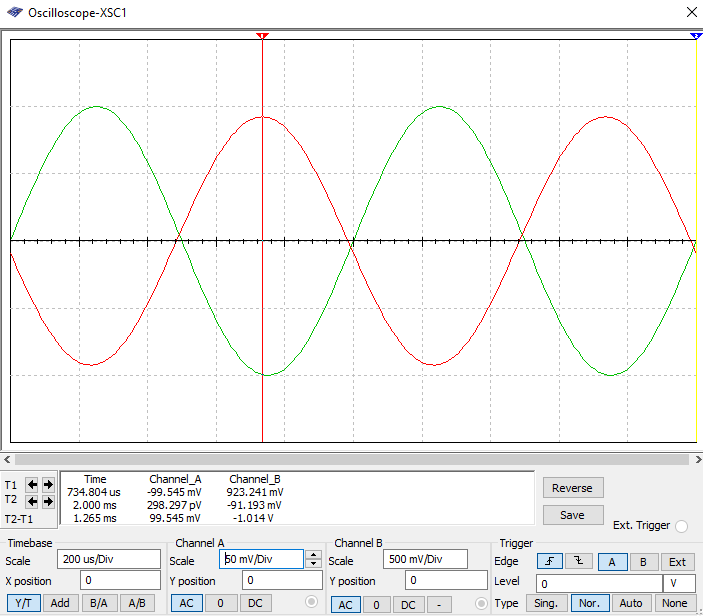 Oscilloscope-XSC1
1
2
T1
T2
T2-T1
Time Channel_A Channel_B
734.804 us -99.545 mV 923.241 mV
2.000 ms 298.297 pV -91.193 mV
1.265 ms 99.545 mV -1.014 V
Reverse
Save
Ext. Trigger
Timebase
Scale 200 us/Div
X position 0
Y/T Add B/A A/B
Channel A
Scale 50 mV/Div
Y position 0
AC 0 DC
Channel B
Scale 500 mV/Div
Y position 0
AC 0 DC -
Trigger
Edge A B Ext
Level 0 V
Type Sing. Nor. Auto None